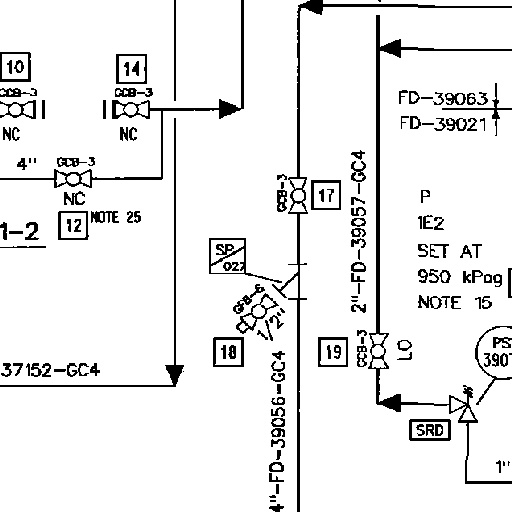 10
14
GCB-3
GCB-3
NC
NC
FD-39063
FD-39021
4"
GCB-3
NC
12
NOTE 25
1-2
GCB-3
17
2"-FD-39057-GC4
P
1E2
SET AT
950 kPag
NOTE 15
SP
027
GFB-6
1/2"
18
19
GCB-3
LO
PS
390
37152-GC4
4"-FD-39056-GC4
SRD
1"